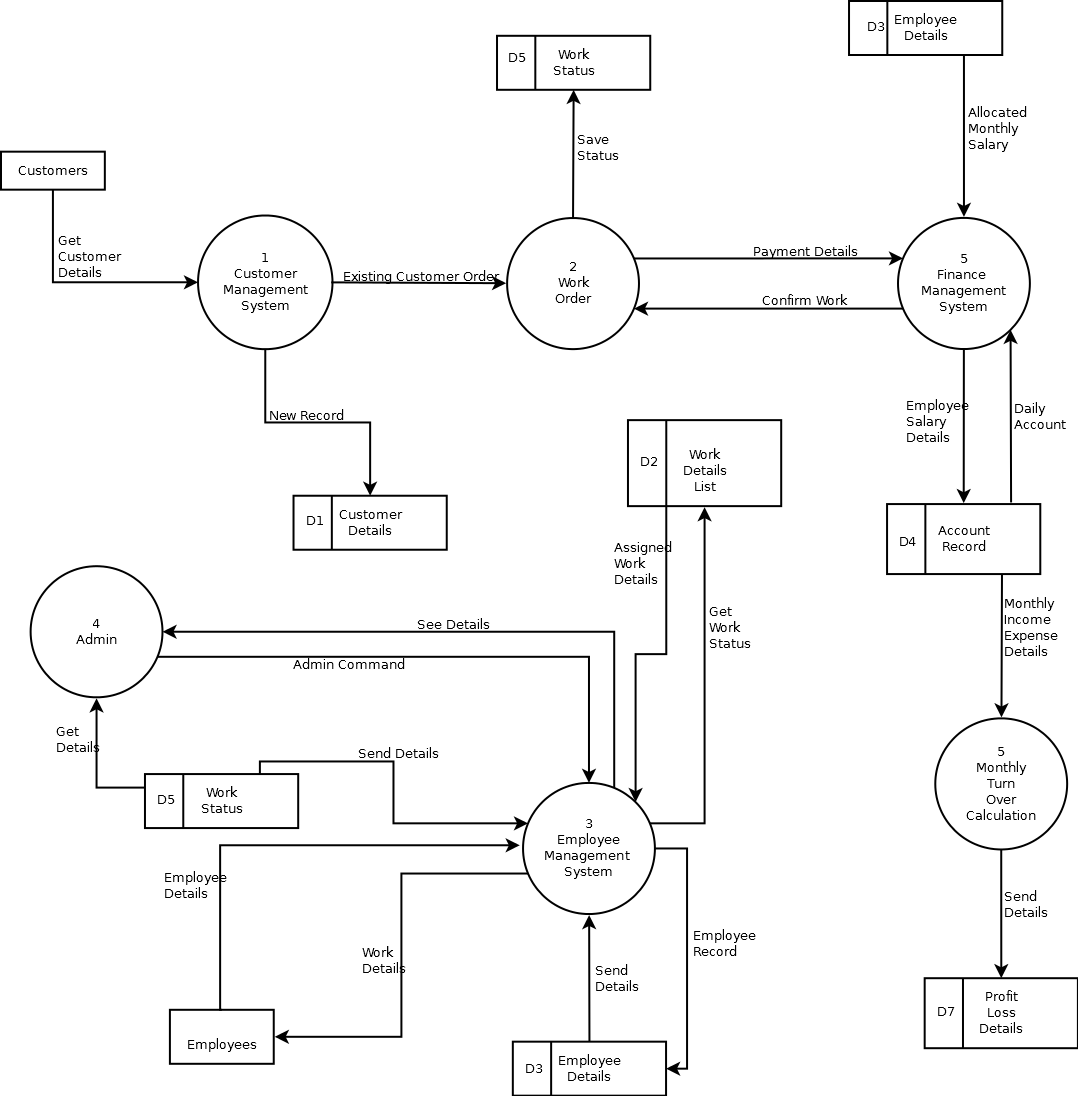 D3
Employee
Details
D5
Work
Status
Allocated
Monthly
Salary
Save
Status
Customers
Get
Customer
Details
1
Customer
Management
System
Existing Customer Order
2
Work
Order
Payment Details
Confirm Work
5
Finance
Management
System
New Record
Employee
Salary
Details
Daily
Account
D1
Customer
Details
D2
Work
Details
List
D4
Account
Record
Assigned
Work
Details
Get
Work
Status
Monthly
Income
Expense
Details
4
Admin
See Details
Admin Command
Get
Details
Send Details
D5
Work
Status
3
Employee
Management
System
5
Monthly
Turn
Over
Calculation
Employee
Details
Work
Details
Send
Details
Employee
Record
Send
Details
Employees
D3
Employee
Details
D7
Profit
Loss
Details